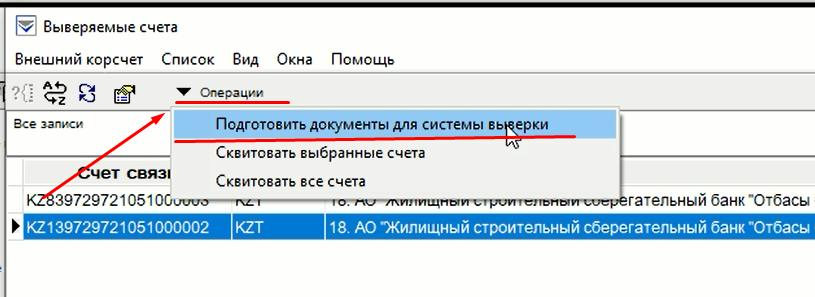 Выверяемые счета
Внешний корсчет Список Вид Окна Помощь
Операции
Подготовить документы для системы выверки
Все записи
Сквитовать выбранные счета
Счет связ
Сквитовать все счета
KZ839729721051000003 KZT 18. АО "Жилищный строительный сберегательный банк "Отбасы
KZ139729721051000002 KZT 18. АО "Жилищный строительный сберегательный банк "Отбасы